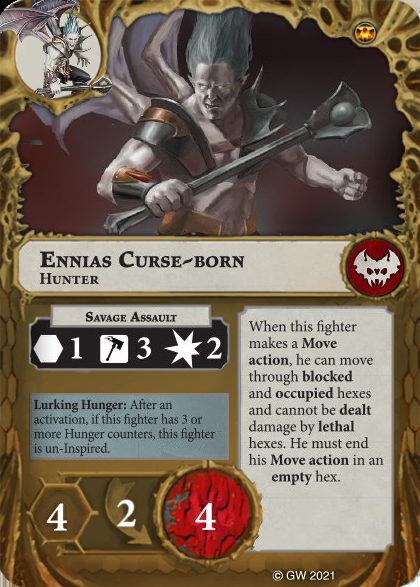 ENNIAS CURSE-BORN
HUNTER
SAVAGE ASSAULT
1 3 2
Lurking Hunger: After an
activation, if this fighter has 3 or
more Hunger counters, this fighter
is un-Inspired.
When this fighter
makes a Move
action, he can move
through blocked
and occupied hexes
and cannot be dealt
damage by lethal
hexes. He must end
his Move action in an
empty hex.
4 2 4
© GW 2021